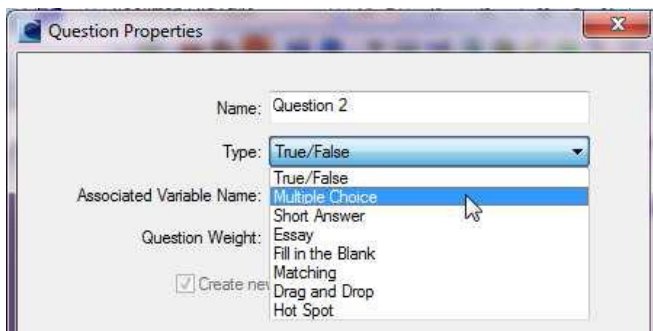 Question Properties
Name: Question 2
Type: True/False
True/False
Associated Variable Name: Multiple Choice
Short Answer
Question Weight: Essay
Fill in the Blank
Matching
Create new
Drag and Drop
Hot Spot